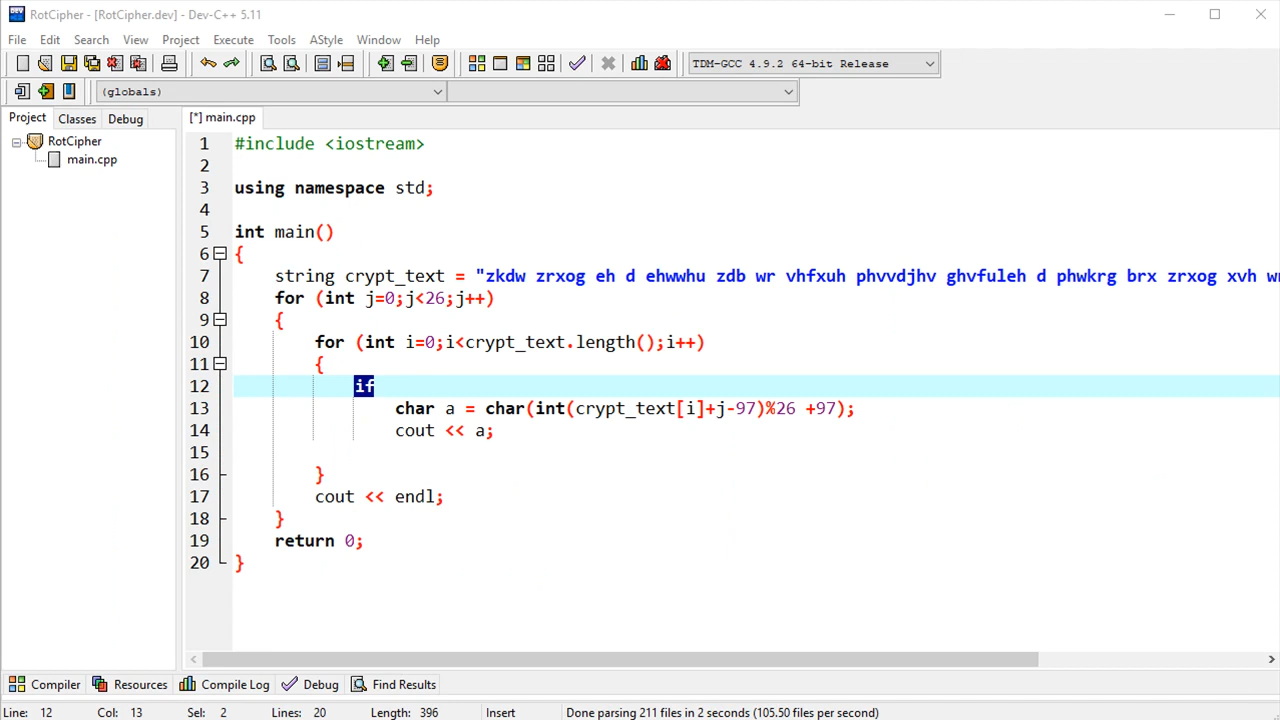 RotCipher - [RotCipher.dev] - Dev-C++ 5.11
File Edit Search View Project Execute Tools AStyle Window Help
TDM-GCC 4.9.2 64-bit Release
(globals)
Project Classes Debug
[*] main.cpp
RotCipher
main.cpp
1 #include <iostream>
2
3 using namespace std;
4
5 int main()
6 {
7 string crypt_text = "zkdw zrxog eh d ehwwhu zdb wr vhfxuh phvvdjhv ghvfuleh d phwkrg brx zrxog xvh w
8 for (int j=0;j<26;j++)
9 {
10 for (int i=0;i<crypt_text.length();i++)
11 {
12 if
13 char a = char(int(crypt_text[i]+j-97)%26 +97);
14 cout << a;
15
16 }
17 cout << endl;
18 }
19 return 0;
20 }
Compiler Resources Compile Log Debug Find Results
Line: 12 Col: 13 Sel: 2 Lines: 20 Length: 396 Insert Done parsing 211 files in 2 seconds (105.50 files per second)